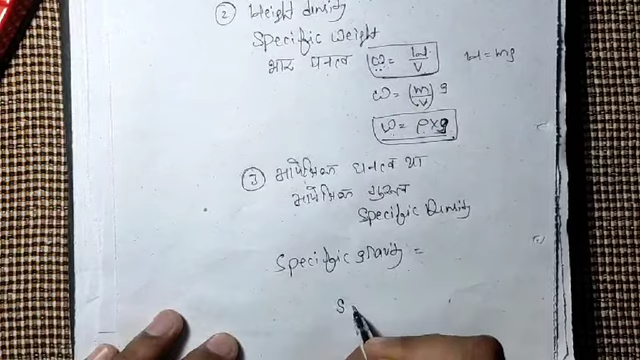 ② Weight density
Specific weight
भार घनत्व ω = W/V W = mg
ω = (m/V) g
ω = ρ×g
③ आपेक्षिक घनत्व या
आपेक्षिक गुरुत्व
Specific Density
Specific gravity =
S